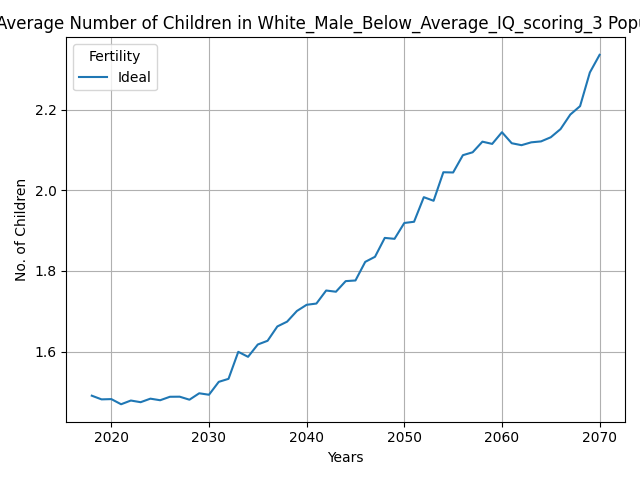 Average Number of Children in White_Male_Below_Average_IQ_scoring_3
Fertility
Ideal
No. of Children
2.2
2.0
1.8
1.6
2020 2030 2040 2050 2060 2070
Years